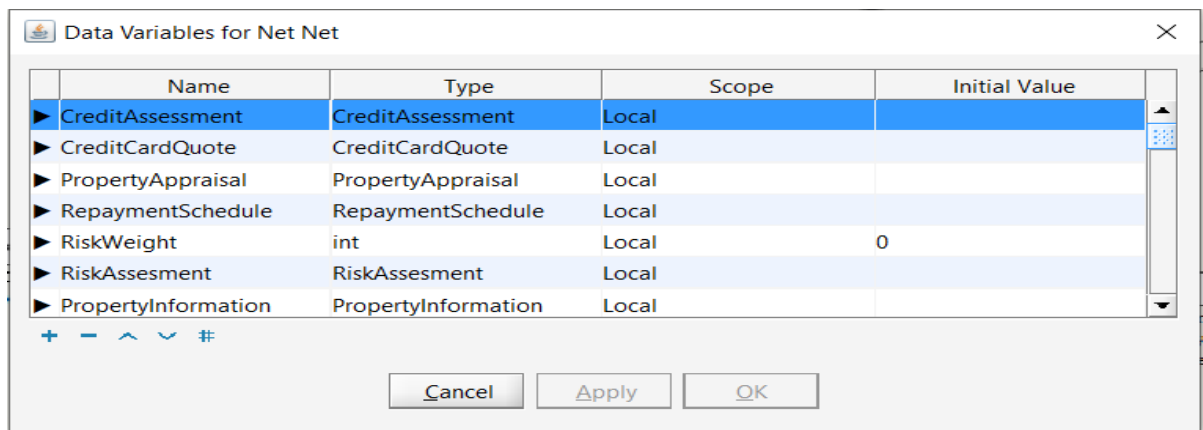 Data Variables for Net Net
Name Type Scope Initial Value
CreditAssessment CreditAssessment Local
CreditCardQuote CreditCardQuote Local
PropertyAppraisal PropertyAppraisal Local
RepaymentSchedule RepaymentSchedule Local
RiskWeight int Local 0
RiskAssesment RiskAssesment Local
PropertyInformation PropertyInformation Local
Cancel Apply OK